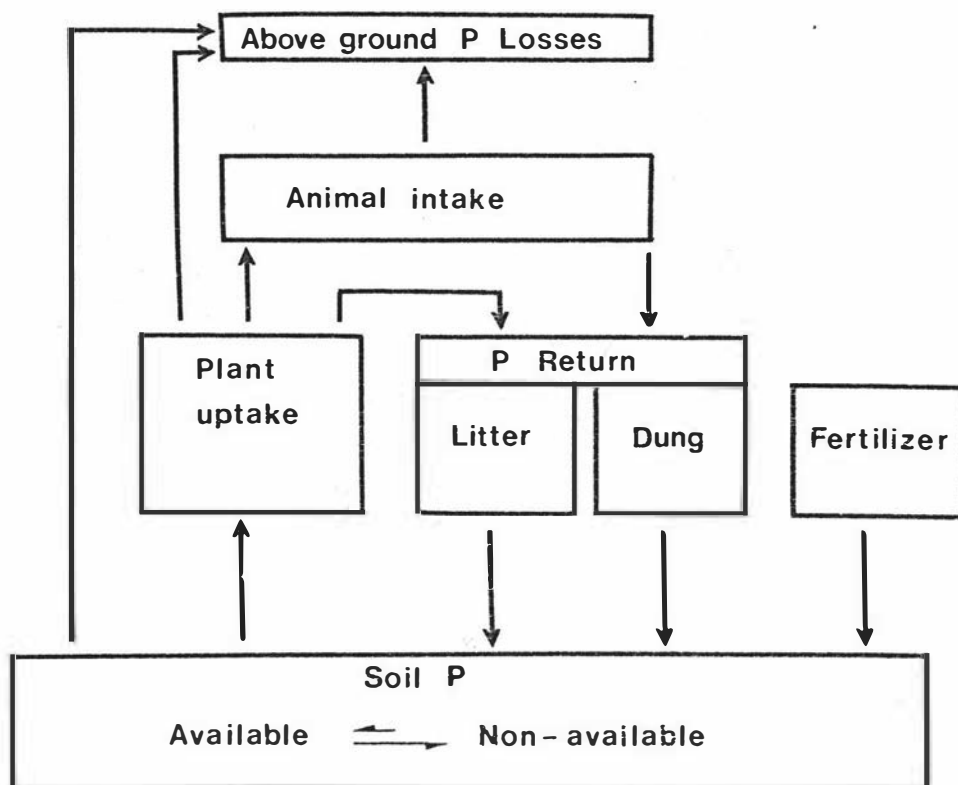 Above ground P Losses
Animal intake
Plant
uptake
P Return
Litter
Dung
Fertilizer
Soil P
Available
Non-available